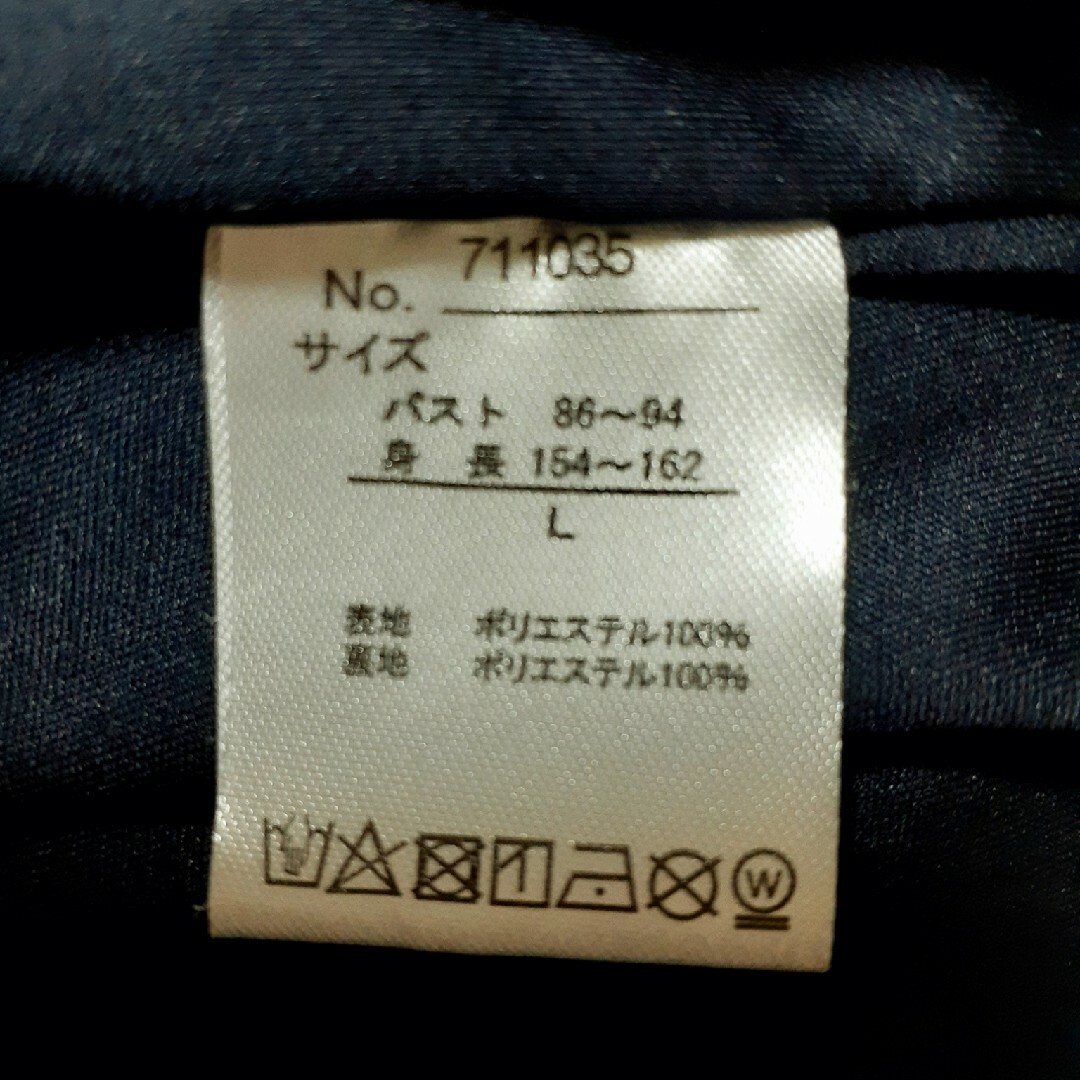 No. 711035
サイズ
バスト 86〜94
身 長 154〜162
L
表地 ポリエステル100%
裏地 ポリエステル100%
W